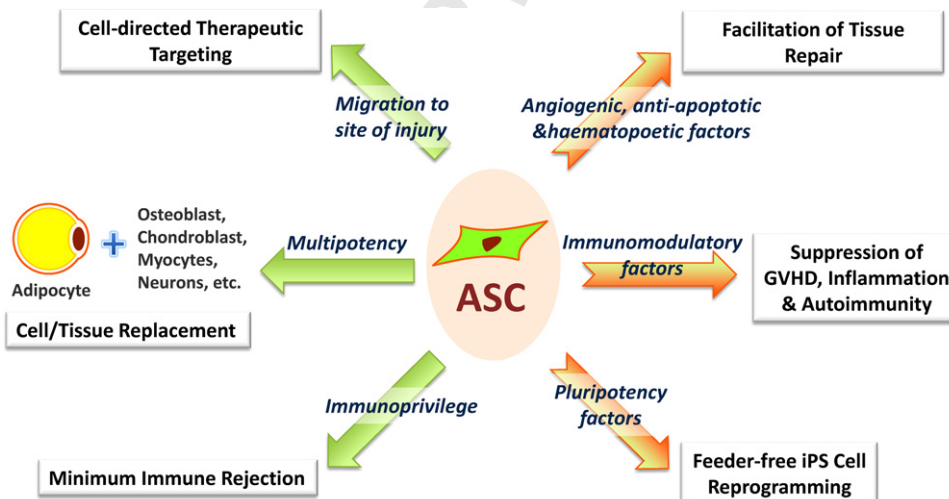 Cell-directed Therapeutic
Targeting
Facilitation of Tissue
Repair
Migration to
site of injury
Angiogenic, anti-apoptotic
&haematopoetic factors
Osteoblast,
Chondroblast,
Myocytes,
Neurons, etc.
Adipocyte
Multipotency
Cell/Tissue Replacement
ASC
Immunomodulatory
factors
Suppression of
GVHD, Inflammation
& Autoimmunity
Immunoprivilege
Pluripotency
factors
Minimum Immune Rejection
Feeder-free iPS Cell
Reprogramming